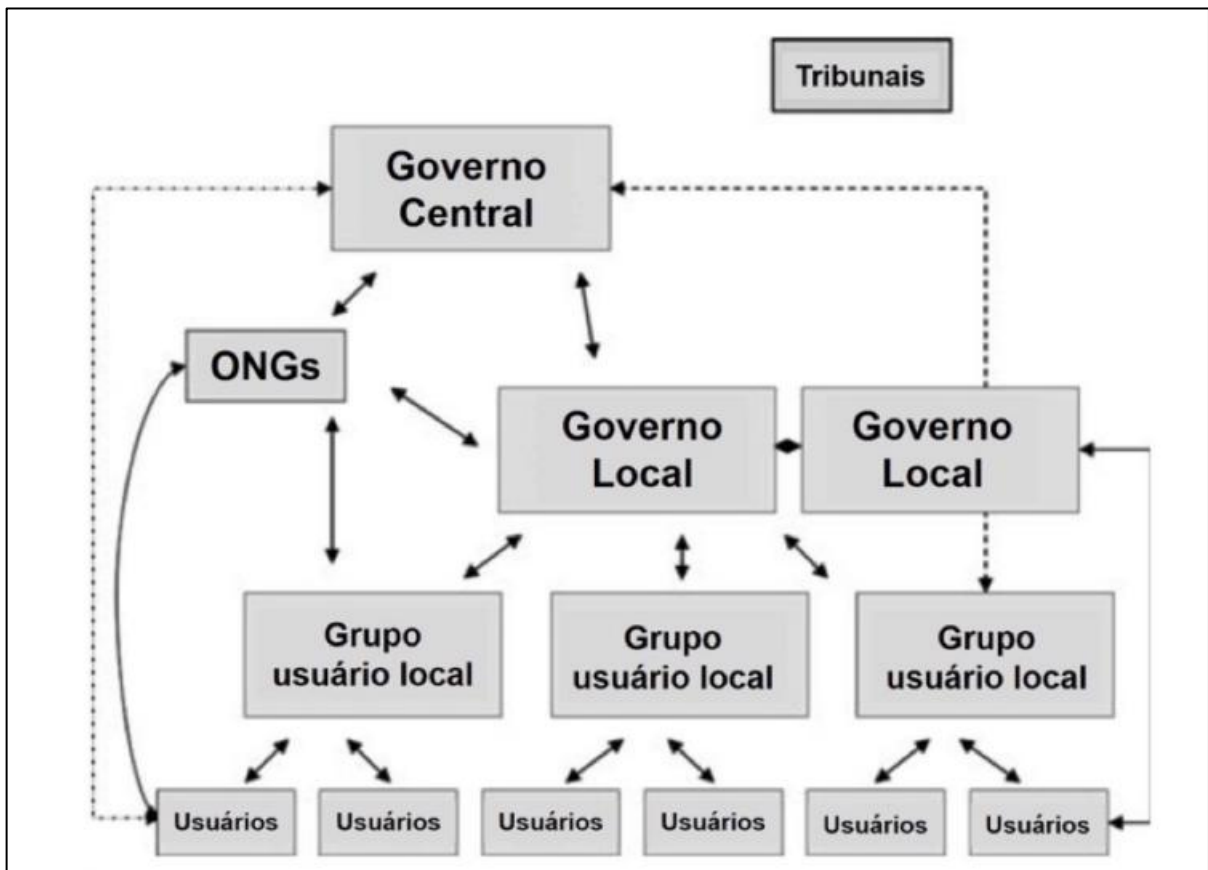 Tribunais
Governo
Central
ONGs
Governo
Local
Governo
Local
Grupo
usuário local
Grupo
usuário local
Grupo
usuário local
Usuários
Usuários
Usuários
Usuários
Usuários
Usuários